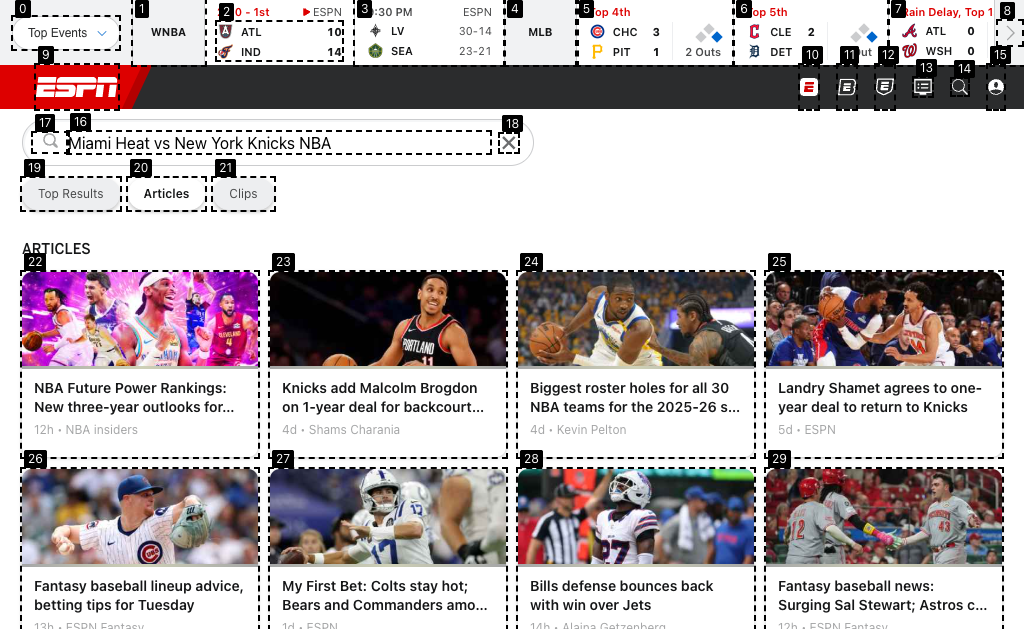 Top Events
WNBA
0 - 1st
ESPN
ATL 10
IND 14
:30 PM ESPN
LV 30-14
SEA 23-21
MLB
Top 4th
CHC 3
PIT 1
2 Outs
Top 5th
CLE 2
DET
Out
Rain Delay, Top 1
ATL 0
WSH 0
0
1
2
3
4
5
6
7
8
9
10
11
12
13
14
15
ESPN
17
16
18
Miami Heat vs New York Knicks NBA
19
20
21
Top Results
Articles
Clips
ARTICLES
22
23
24
25
PORTLAND
NBA Future Power Rankings:
New three-year outlooks for...
12h • NBA insiders
Knicks add Malcolm Brogdon
on 1-year deal for backcourt...
4d • Shams Charania
Biggest roster holes for all 30
NBA teams for the 2025-26 s...
4d • Kevin Pelton
Landry Shamet agrees to one-
year deal to return to Knicks
5d • ESPN
26
27
28
29
Fantasy baseball lineup advice,
betting tips for Tuesday
13h • ESPN Fantasy
My First Bet: Colts stay hot;
Bears and Commanders amo...
1d • ESPN
Bills defense bounces back
with win over Jets
14h • Alaina Getzenberg
Fantasy baseball news:
Surging Sal Stewart; Astros c...
12h • ESPN Fantasy